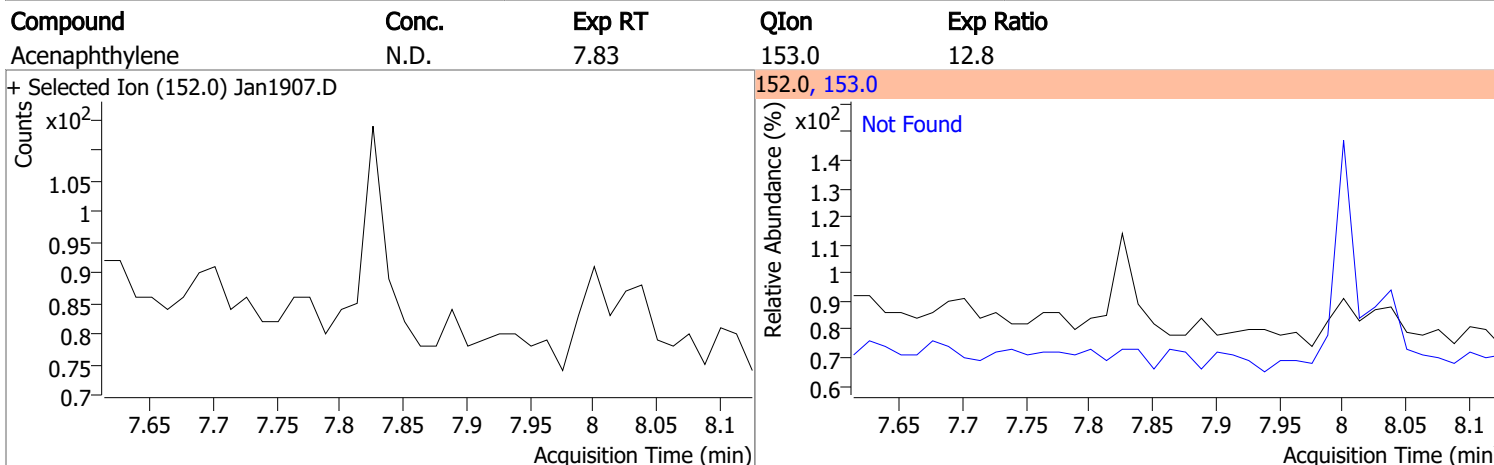 Compound Conc. Exp RT QIon Exp Ratio
Acenaphthylene N.D. 7.83 153.0 12.8
+ Selected Ion (152.0) Jan1907.D
Counts
x10²
1.05
1
0.95
0.9
0.85
0.8
0.75
0.7
7.65 7.7 7.75 7.8 7.85 7.9 7.95 8 8.05 8.1
Acquisition Time (min)
152.0, 153.0
Relative Abundance (%)
x10²
Not Found
1.4
1.3
1.2
1.1
1
0.9
0.8
0.7
0.6
7.65 7.7 7.75 7.8 7.85 7.9 7.95 8 8.05 8.1
Acquisition Time (min